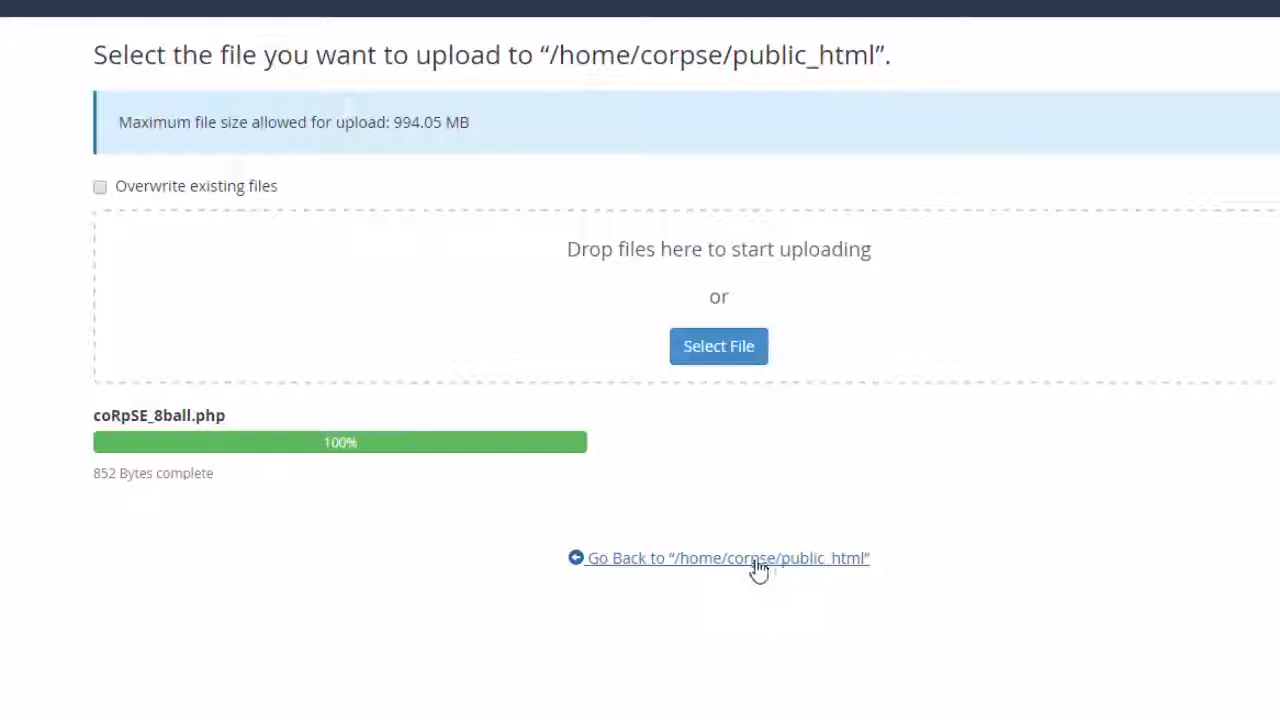 Select the file you want to upload to “/home/corpse/public_html”.
Maximum file size allowed for upload: 994.05 MB
Overwrite existing files
Drop files here to start uploading
or
Select File
coRpSE_8ball.php
100%
852 Bytes complete
Go Back to “/home/corpse/public_html”